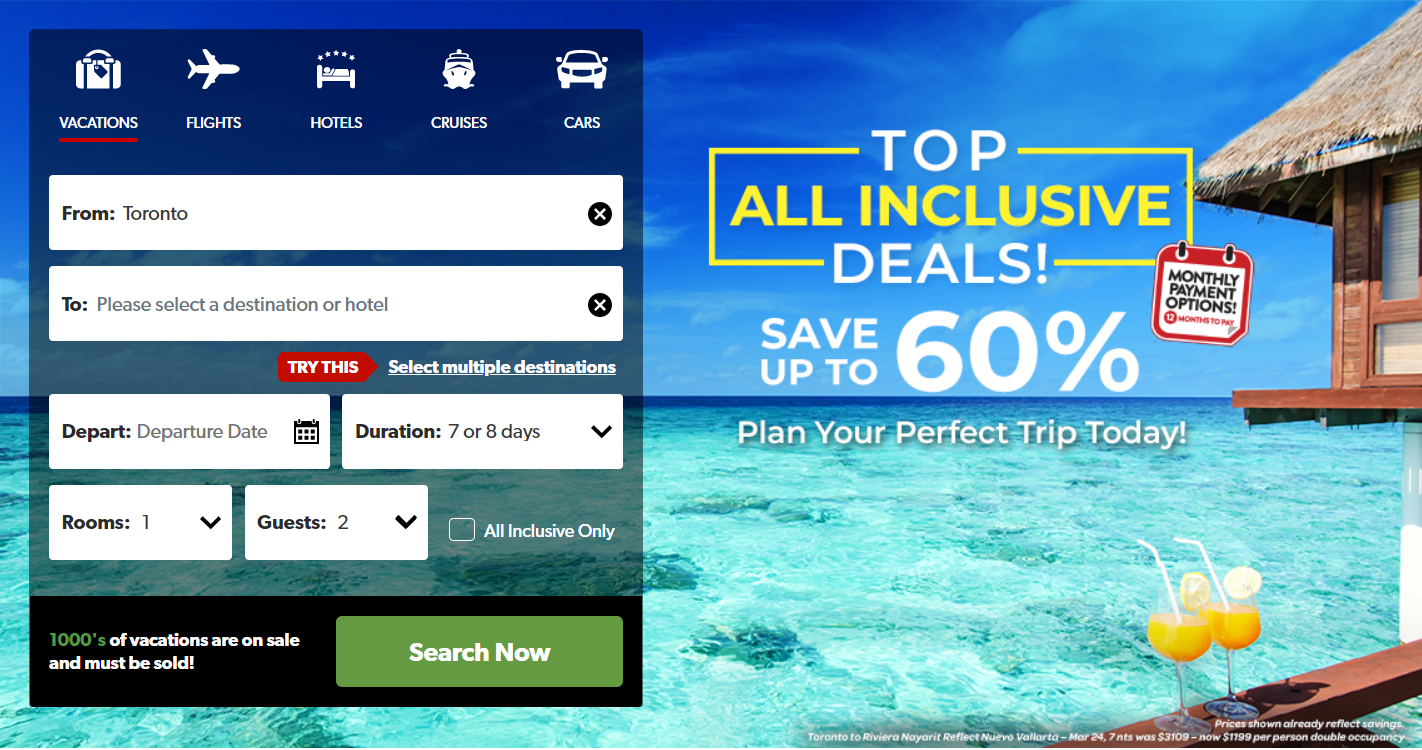 VACATIONS
FLIGHTS
HOTELS
CRUISES
CARS
From: Toronto
To: Please select a destination or hotel
TRY THIS Select multiple destinations
Depart: Departure Date
Duration: 7 or 8 days
Rooms: 1
Guests: 2
All Inclusive Only
1000's of vacations are on sale
and must be sold!
Search Now
TOP
ALL INCLUSIVE
DEALS!
MONTHLY
PAYMENT
OPTIONS!
12 MONTHS TO PAY
SAVE
UP TO
60%
Plan Your Perfect Trip Today!
Prices shown already reflect savings.
Toronto to Riviera Nayarit Reflect Nuevo Vallarta – Mar 24, 7 nts was $3109 – now $1199 per person double occupancy